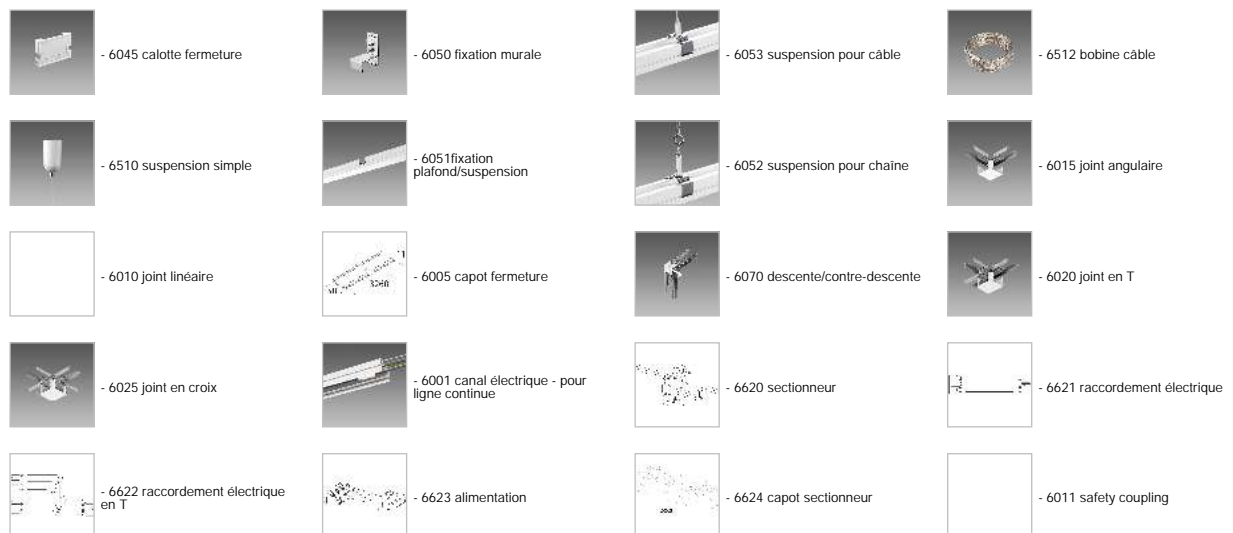 - 6045 calotte fermeture
- 6050 fixation murale
- 6053 suspension pour câble
- 6512 bobine câble
- 6510 suspension simple
- 6051fixation
plafond/suspension
- 6052 suspension pour chaîne
- 6015 joint angulaire
- 6010 joint linéaire
- 6005 capot fermeture
3260
- 6070 descente/contre-descente
- 6020 joint en T
- 6025 joint en croix
- 6001 canal électrique - pour
ligne continue
- 6620 sectionneur
- 6621 raccordement électrique
- 6622 raccordement électrique
en T
- 6623 alimentation
- 6624 capot sectionneur
- 6011 safety coupling